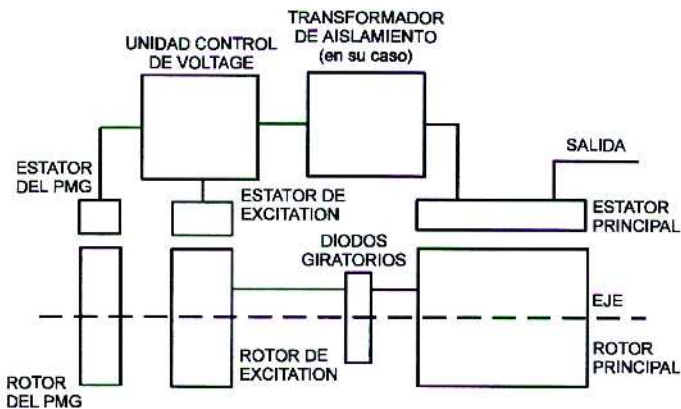 TRANSFORMADOR
DE AISLAMIENTO
(en su caso)
UNIDAD CONTROL
DE VOLTAGE
SALIDA
ESTATOR
DEL PMG
ESTATOR DE
EXCITATION
ESTATOR
PRINCIPAL
DIODOS
GIRATORIOS
EJE
ROTOR DE
EXCITATION
ROTOR
PRINCIPAL
ROTOR
DEL PMG